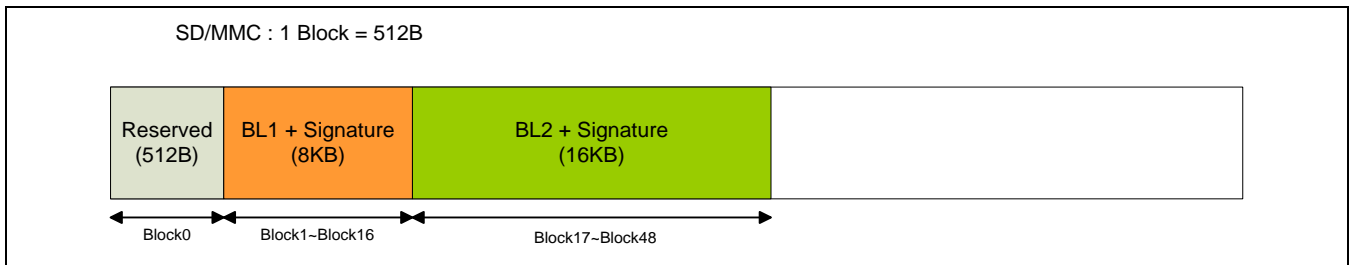 SD/MMC : 1 Block = 512B
Reserved
(512B)
BL1 + Signature
(8KB)
BL2 + Signature
(16KB)
Block0
Block1~Block16
Block17~Block48